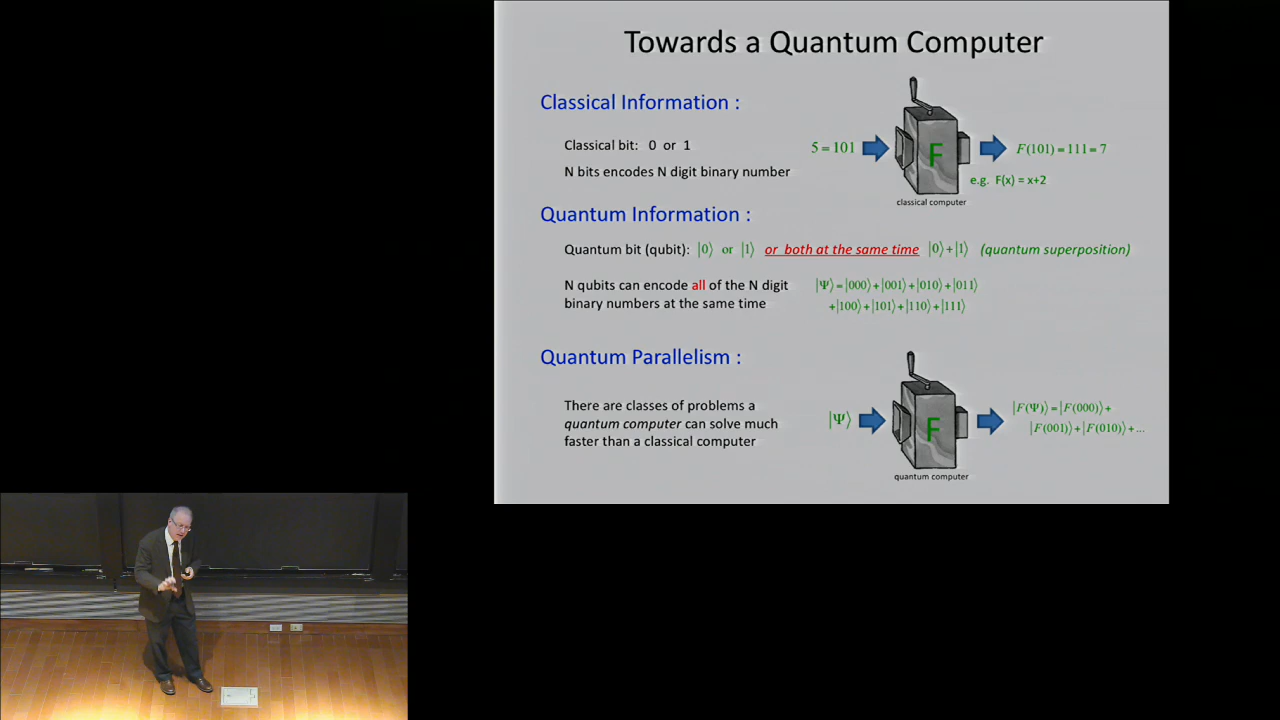 Towards a Quantum Computer
Classical Information :
Classical bit: 0 or 1
N bits encodes N digit binary number
5 = 101
F
F(101) = 111 = 7
e.g. F(x) = x+2
classical computer
Quantum Information :
Quantum bit (qubit): |0⟩ or |1⟩ or both at the same time |0⟩+|1⟩ (quantum superposition)
N qubits can encode all of the N digit
binary numbers at the same time
|Ψ⟩=|000⟩+|001⟩+|010⟩+|011⟩
+|100⟩+|101⟩+|110⟩+|111⟩
Quantum Parallelism :
There are classes of problems a
quantum computer can solve much
faster than a classical computer
|Ψ⟩
F
|F(Ψ)⟩=|F(000)⟩+
|F(001)⟩+|F(010)⟩+...
quantum computer